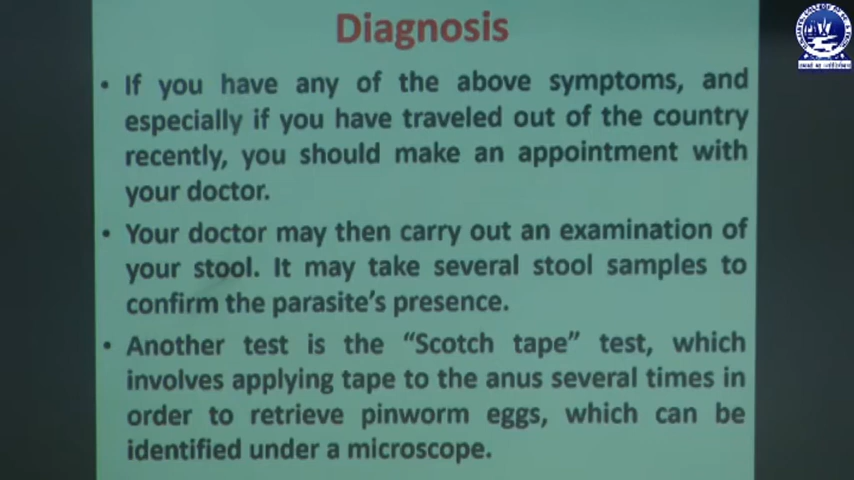 Diagnosis
• If you have any of the above symptoms, and
especially if you have traveled out of the country
recently, you should make an appointment with
your doctor.
• Your doctor may then carry out an examination of
your stool. It may take several stool samples to
confirm the parasite's presence.
• Another test is the “Scotch tape” test, which
involves applying tape to the anus several times in
order to retrieve pinworm eggs, which can be
identified under a microscope.